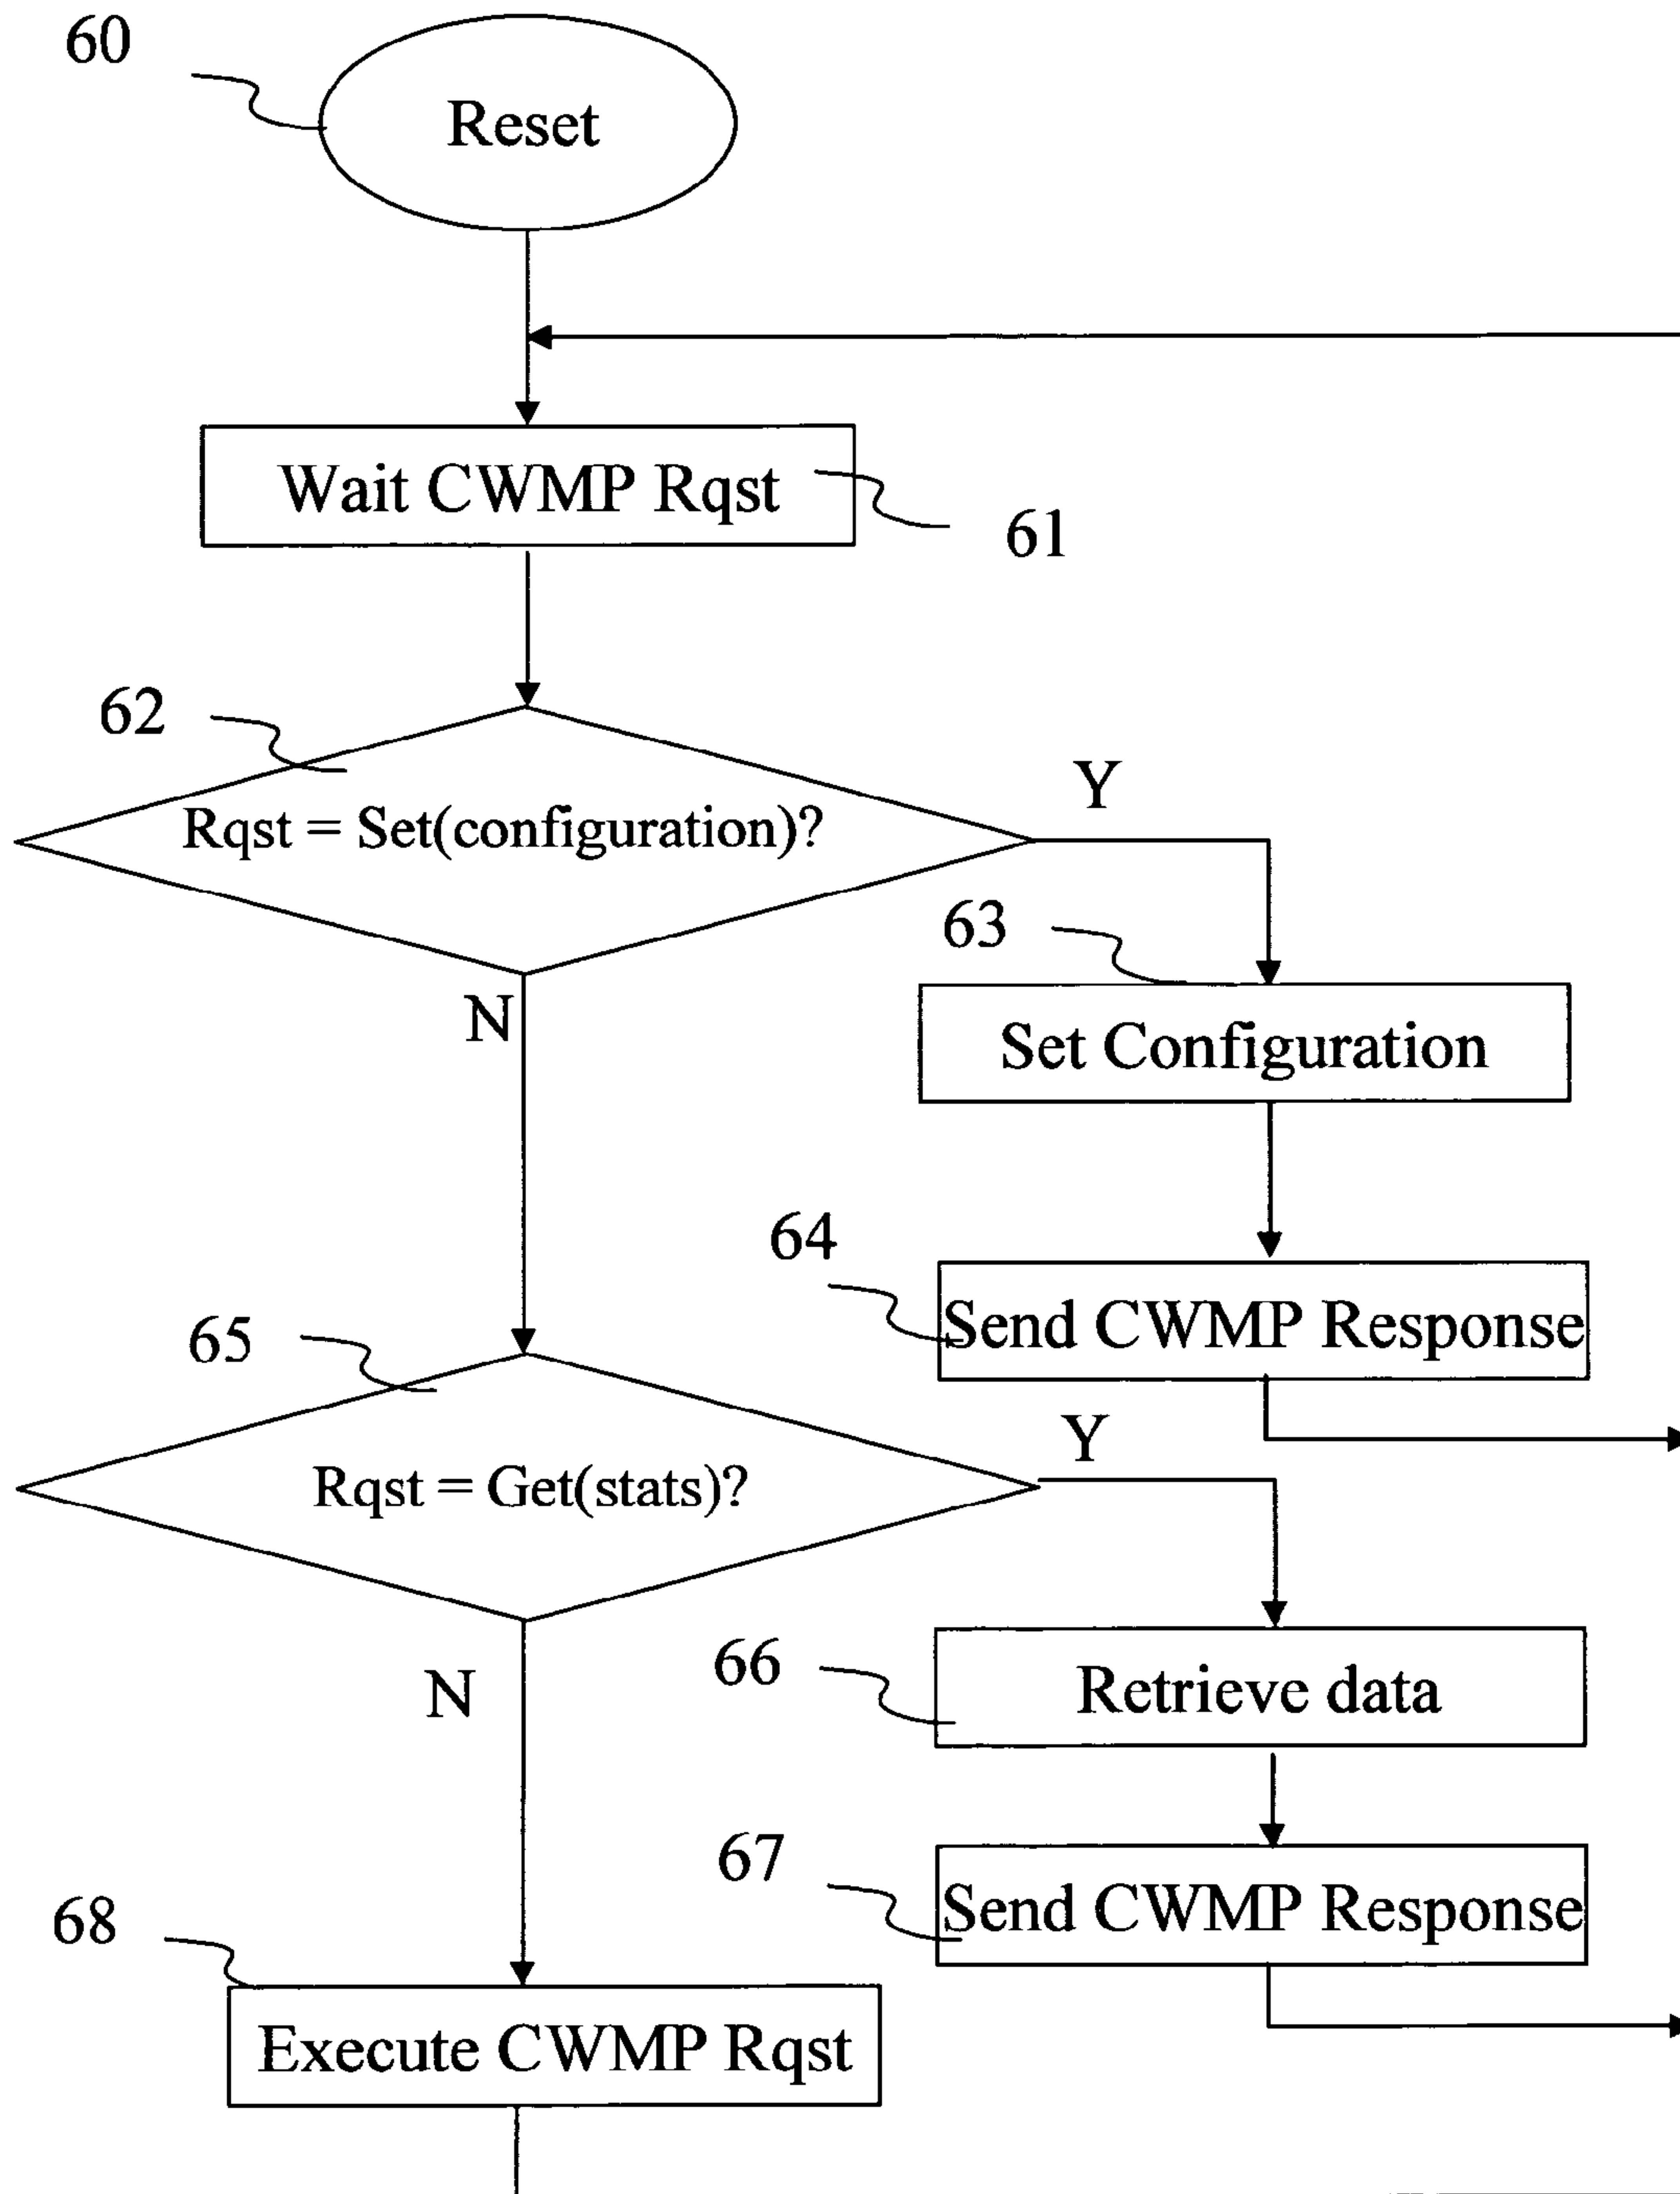 60
Reset
Wait CWMP Rqst
61
62
Rqst = Set(configuration)?
Y
63
N
Set Configuration
64
Send CWMP Response
65
Y
Rqst = Get(stats)?
66
N
Retrieve data
67
Send CWMP Response
68
Execute CWMP Rqst